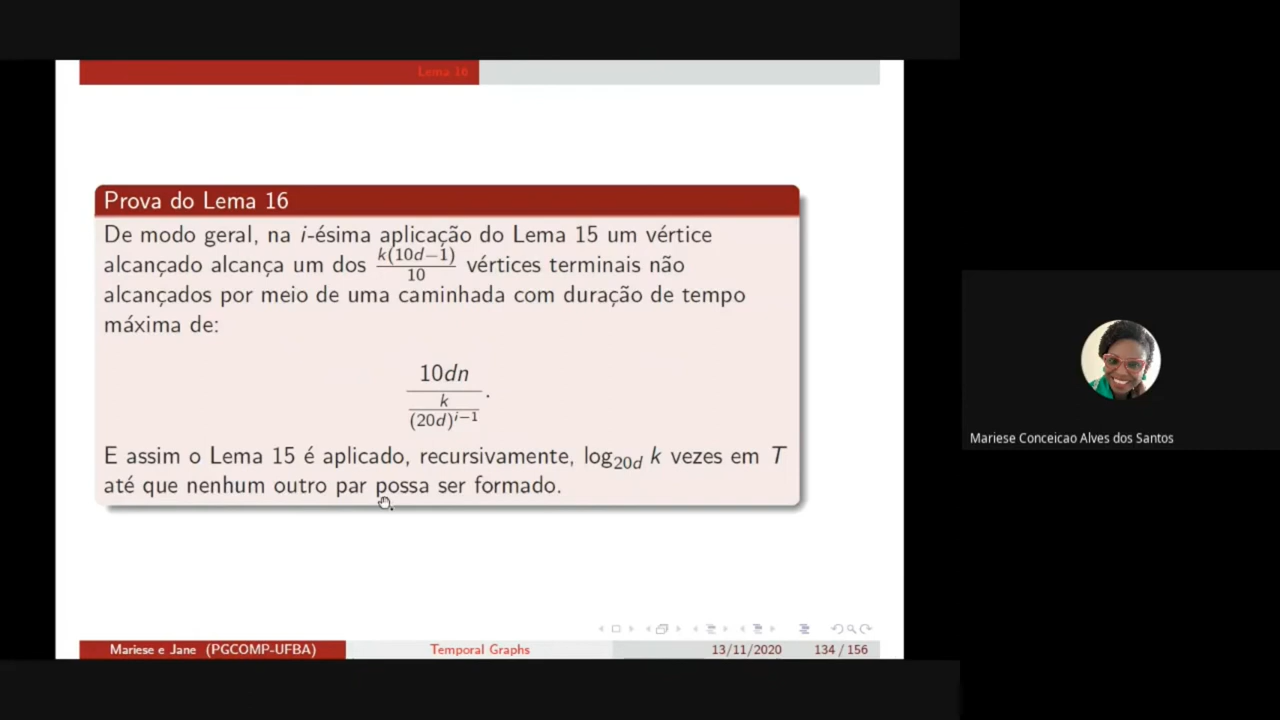 Lema 16
Prova do Lema 16
De modo geral, na i-ésima aplicação do Lema 15 um vértice
alcançado alcança um dos k(10d−1)/10 vértices terminais não
alcançados por meio de uma caminhada com duração de tempo
máxima de:
10dn
k
(20d)^{i−1}
.
E assim o Lema 15 é aplicado, recursivamente, log_{20d} k vezes em T
até que nenhum outro par possa ser formado.
Mariese e Jane (PGCOMP-UFBA) Temporal Graphs 13/11/2020 134 / 156
Mariese Conceicao Alves dos Santos